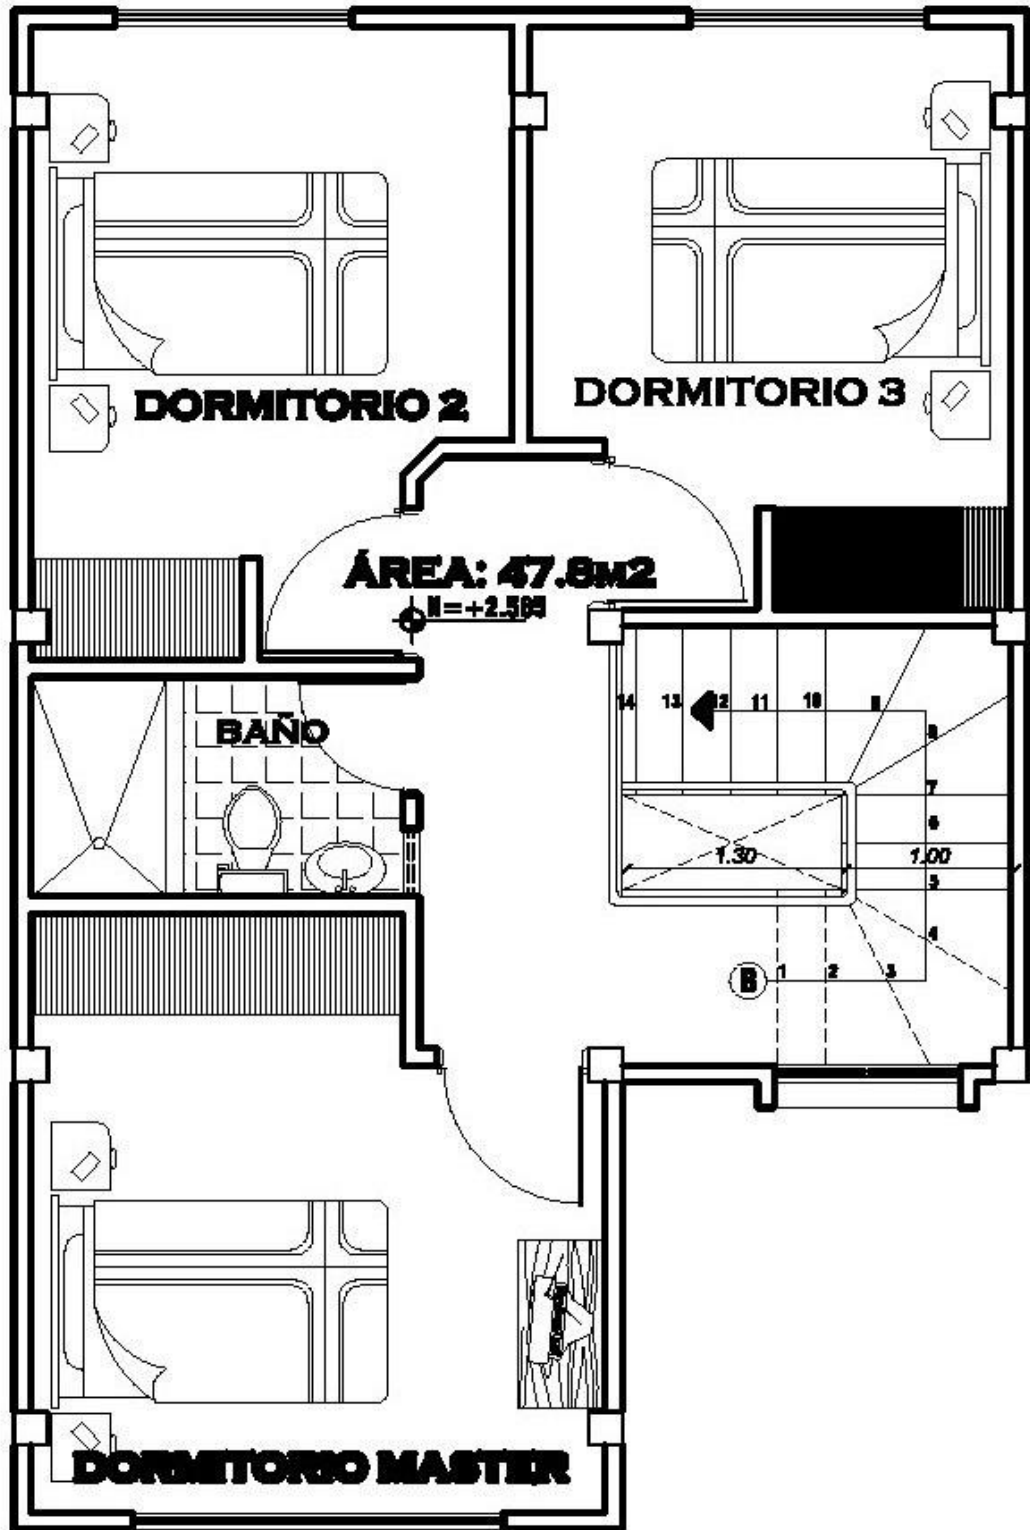 DORMITORIO 2
DORMITORIO 3
ÁREA: 47.8M2
N=+2.595
BAÑO
14 13 12 11 10 9
8
7
6
1.30 1.00
5
4
B 1 2 3
DORMITORIO MASTER